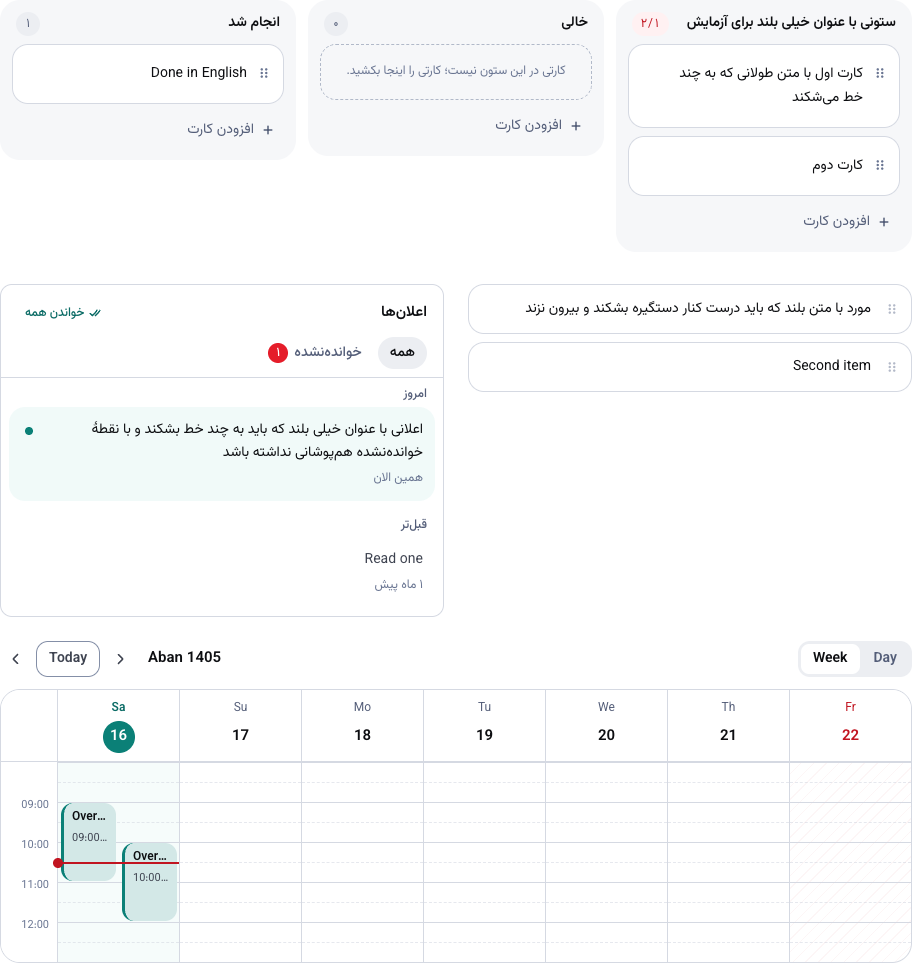 ستونی با عنوان خیلی بلند برای آزمایش
۲/۱
کارت اول با متن طولانی که به چند
خط می‌شکند
کارت دوم
+ افزودن کارت
خالی
۰
کارتی در این ستون نیست؛ کارتی را اینجا بکشید.
+ افزودن کارت
انجام شد
۱
Done in English
+ افزودن کارت
مورد با متن بلند که باید درست کنار دستگیره بشکند و بیرون نزند
Second item
اعلان‌ها
خواندن همه
همه
خوانده‌نشده ۱
امروز
اعلانی با عنوان خیلی بلند که باید به چند خط بشکند و با نقطهٔ
خوانده‌نشده هم‌پوشانی نداشته باشد
همین الان
قبل‌تر
Read one
۱ ماه پیش
Today
Aban 1405
Week
Day
Sa Su Mo Tu We Th Fr
16 17 18 19 20 21 22
09:00
Over…
09:00…
10:00
Over…
10:00…
11:00
12:00